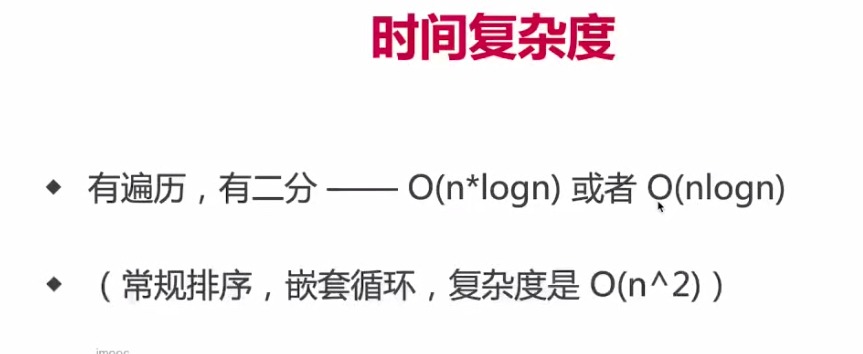 时间复杂度
◆ 有遍历，有二分 —— O(n*logn) 或者 O(nlogn)
◆ （常规排序，嵌套循环，复杂度是 O(n^2) ）